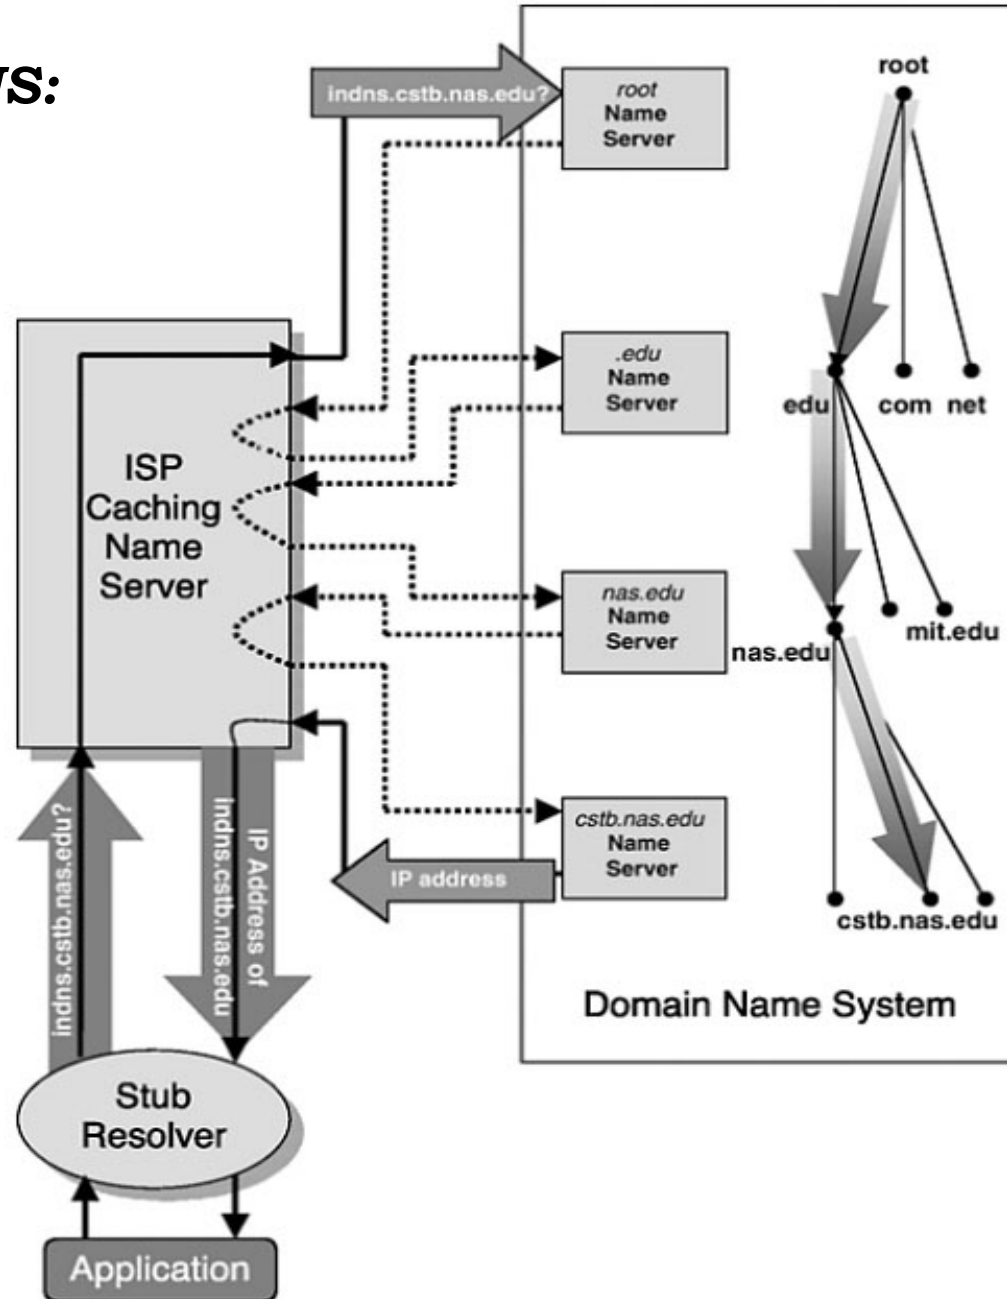 indns.cstb.nas.edu?
root
Name
Server
root
.edu
Name
Server
edu
com
net
ISP
Caching
Name
Server
nas.edu
Name
Server
mit.edu
nas.edu
cstb.nas.edu
Name
Server
IP address
cstb.nas.edu
indns.cstb.nas.edu?
IP Address of
indns.cstb.nas.edu
Domain Name System
Stub
Resolver
Application